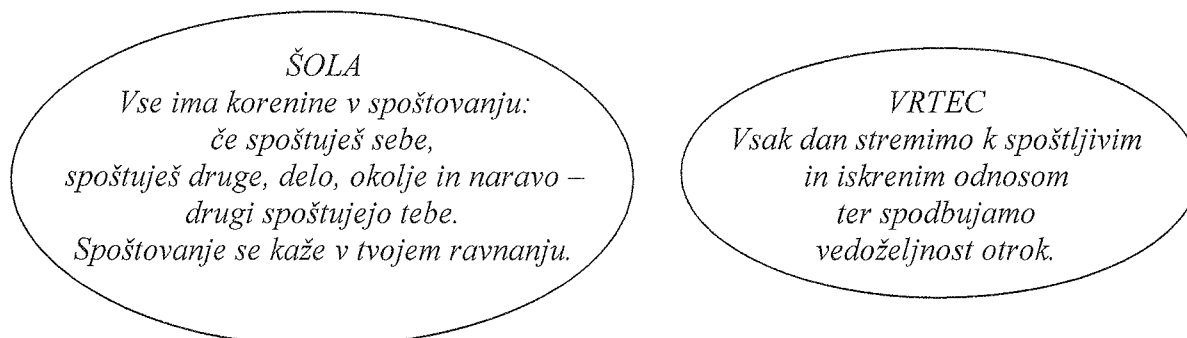 ŠOLA
Vse ima korenine v spoštovanju:
če spoštuješ sebe,
spoštuješ druge, delo, okolje in naravo –
drugi spoštujejo tebe.
Spoštovanje se kaže v tvojem ravnanju.
VRTEC
Vsak dan stremimo k spoštljivim
in iskrenim odnosom
ter spodbujamo
vedoželjnost otrok.